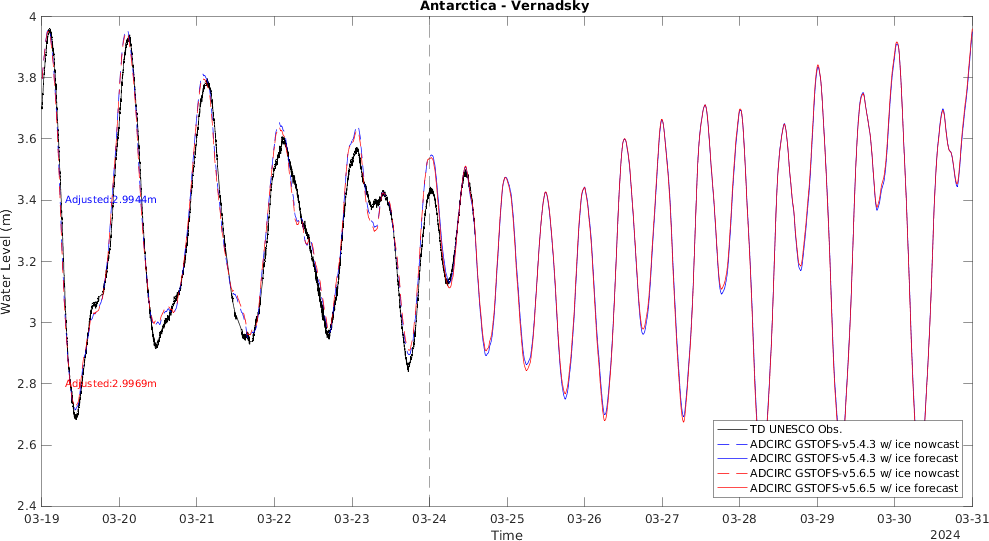 Antarctica - Vernadsky
4
3.8
3.6
3.4
3.2
3
2.8
2.6
2.4
Water Level (m)
Adjusted:2.9944m
Adjusted:2.9969m
TD UNESCO Obs.
ADCIRC GSTOFS-v5.4.3 w/ ice nowcast
ADCIRC GSTOFS-v5.4.3 w/ ice forecast
ADCIRC GSTOFS-v5.6.5 w/ ice nowcast
ADCIRC GSTOFS-v5.6.5 w/ ice forecast
03-19 03-20 03-21 03-22 03-23 03-24 03-25 03-26 03-27 03-28 03-29 03-30 03-31
Time
2024